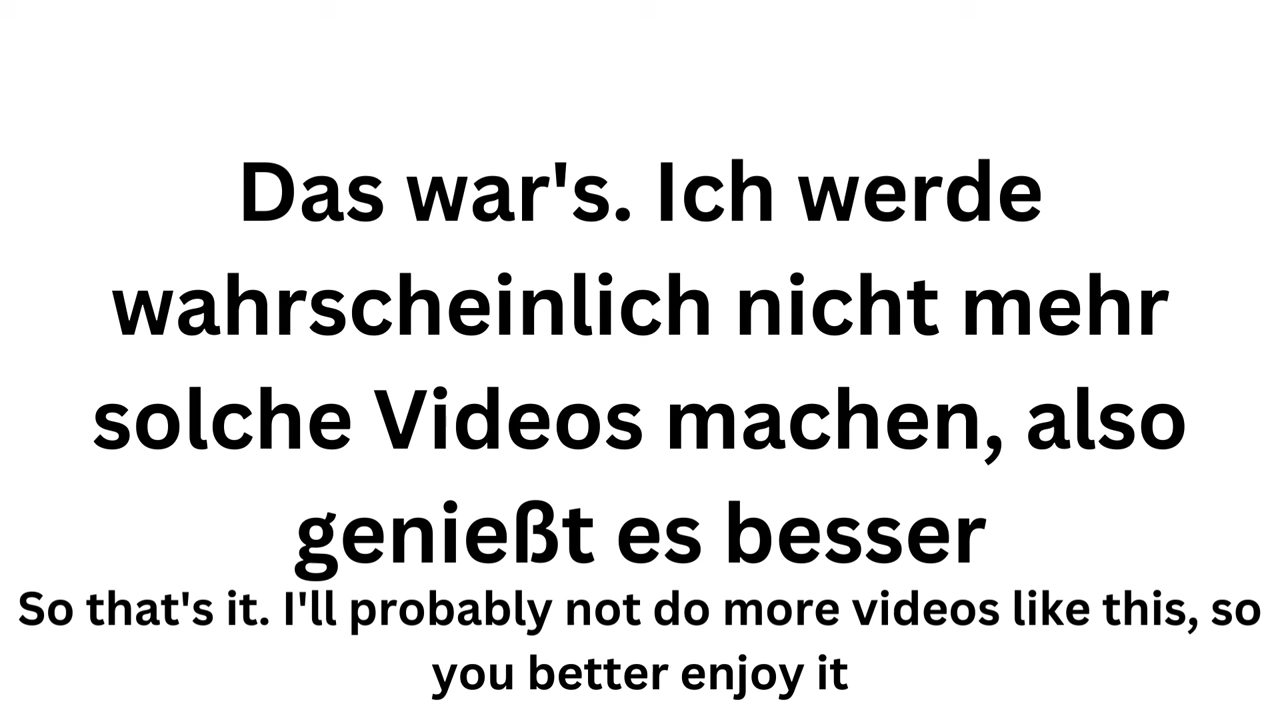 Das war's. Ich werde
wahrscheinlich nicht mehr
solche Videos machen, also
genießt es besser
So that's it. I'll probably not do more videos like this, so
you better enjoy it